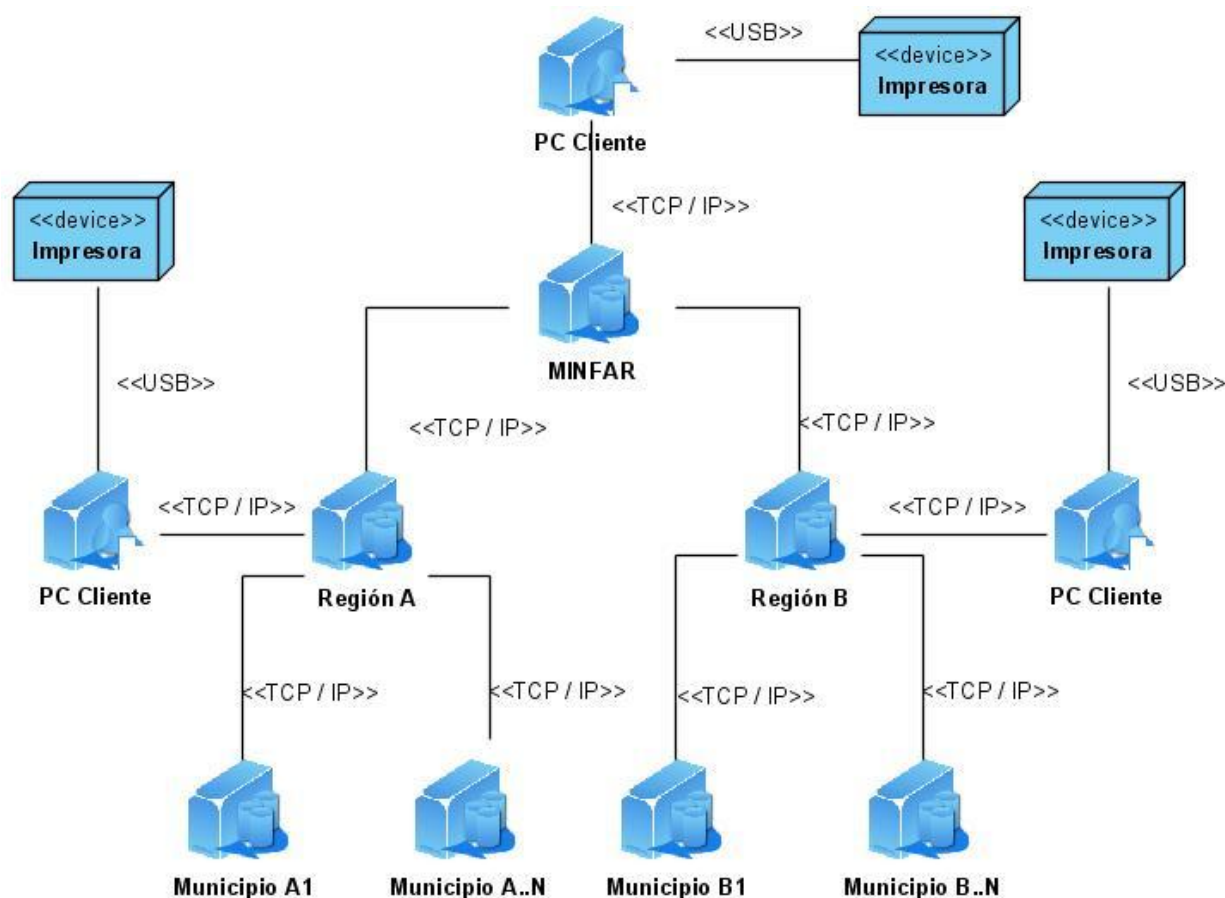 <<USB>>
<<device>>
Impresora
PC Cliente
<<TCP / IP>>
<<device>>
Impresora
<<device>>
Impresora
MINFAR
<<USB>>
<<USB>>
<<TCP / IP>>
<<TCP / IP>>
<<TCP / IP>>
<<TCP / IP>>
PC Cliente
Región A
Región B
PC Cliente
<<TCP / IP>>
<<TCP / IP>>
<<TCP / IP>>
<<TCP / IP>>
Municipio A1
Municipio A..N
Municipio B1
Municipio B..N